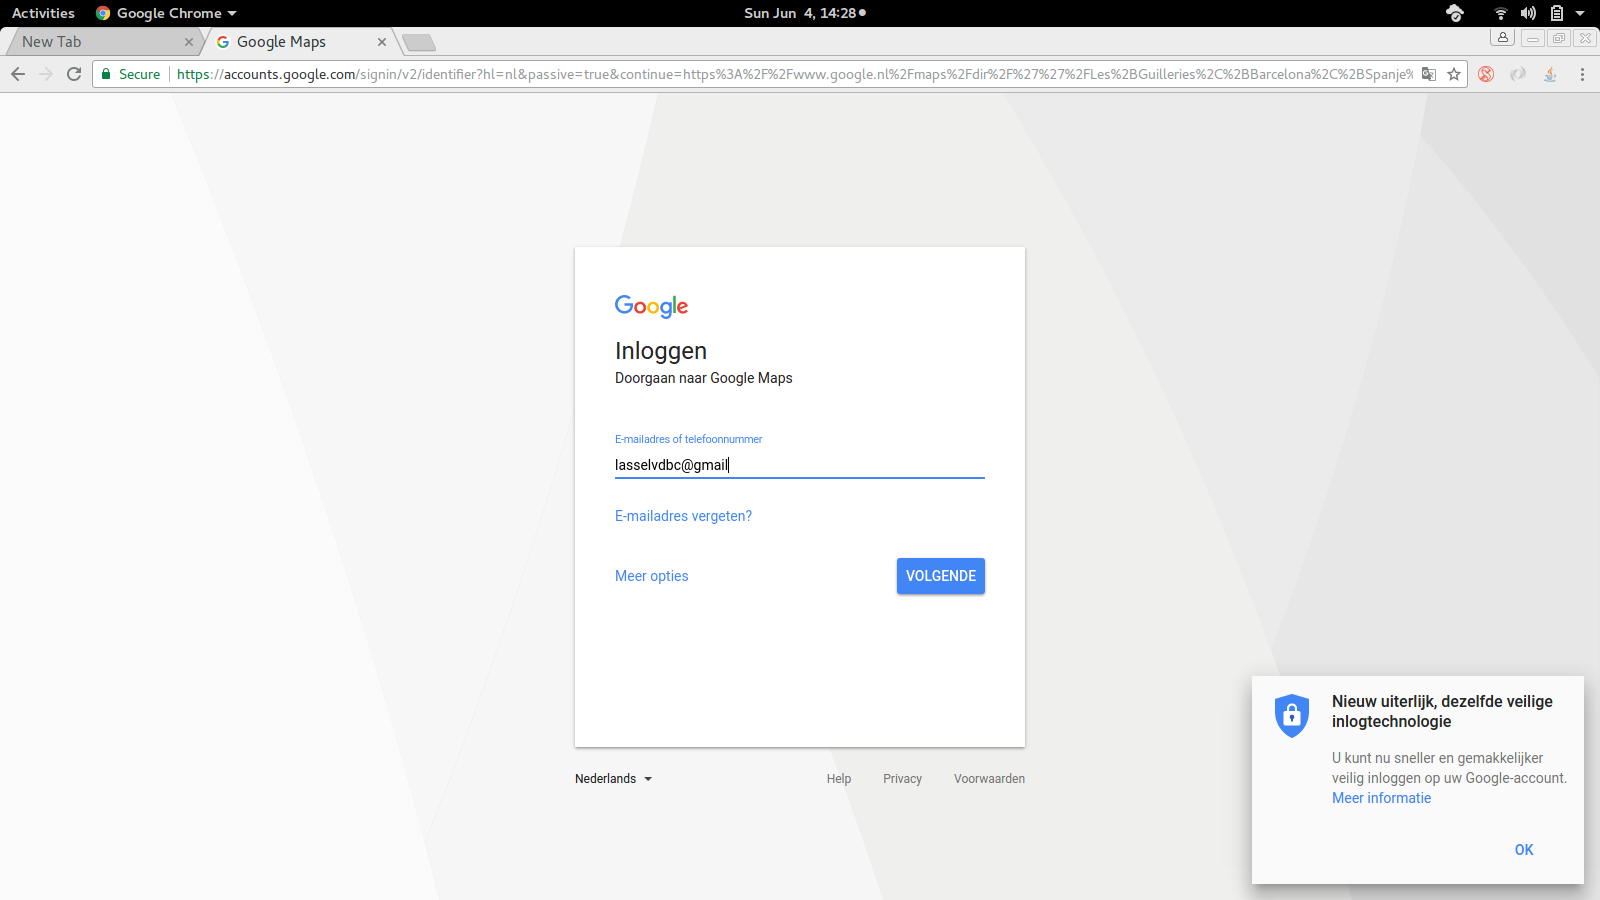 Activities Google Chrome Sun Jun 4, 14:28
New Tab Google Maps
Secure https://accounts.google.com/signin/v2/identifier?hl=nl&passive=true&continue=https%3A%2F%2Fwww.google.nl%2Fmaps%2Fdir%2F%27%27%2FLes%2BGuilleries%2C%2BBarcelona%2C%2BSpanje%
Google
Inloggen
Doorgaan naar Google Maps
E-mailadres of telefoonnummer
lasselvdbc@gmail
E-mailadres vergeten?
Meer opties VOLGENDE
Nederlands Help Privacy Voorwaarden
Nieuw uiterlijk, dezelfde veilige
inlogtechnologie
U kunt nu sneller en gemakkelijker
veilig inloggen op uw Google-account.
Meer informatie
OK